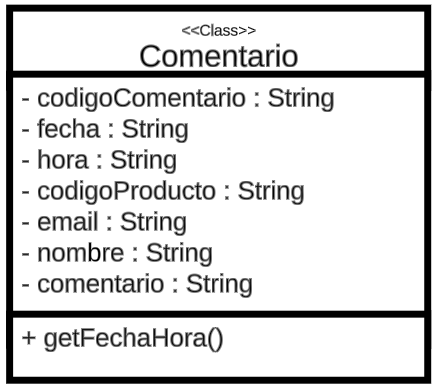 <<Class>>
Comentario
- codigoComentario : String
- fecha : String
- hora : String
- codigoProducto : String
- email : String
- nombre : String
- comentario : String
+ getFechaHora()